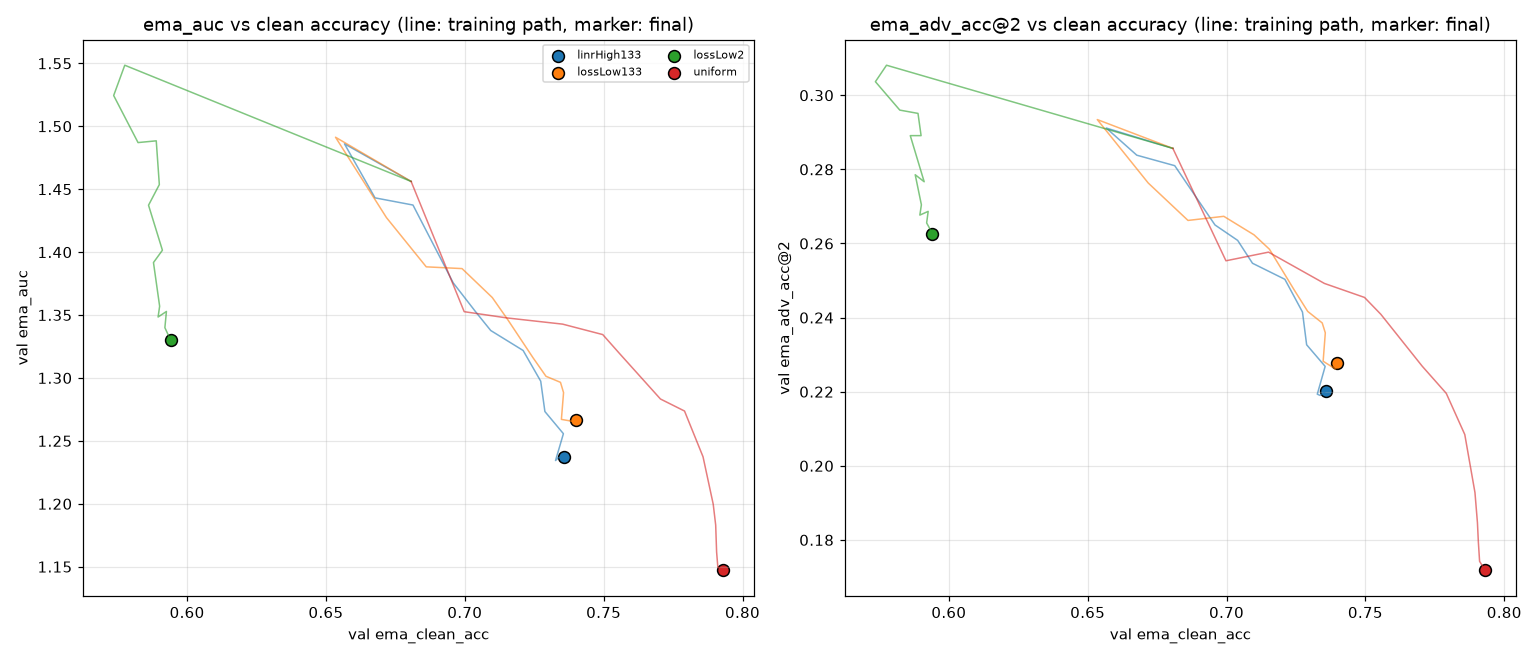 ema_auc vs clean accuracy (line: training path, marker: final)
linrHigh133
lossLow2
lossLow133
uniform
1.55
1.50
1.45
1.40
1.35
1.30
1.25
1.20
1.15
val ema_auc
0.60
0.65
0.70
0.75
0.80
val ema_clean_acc
ema_adv_acc@2 vs clean accuracy (line: training path, marker: final)
0.30
0.28
0.26
0.24
0.22
0.20
0.18
val ema_adv_acc@2
0.60
0.65
0.70
0.75
0.80
val ema_clean_acc